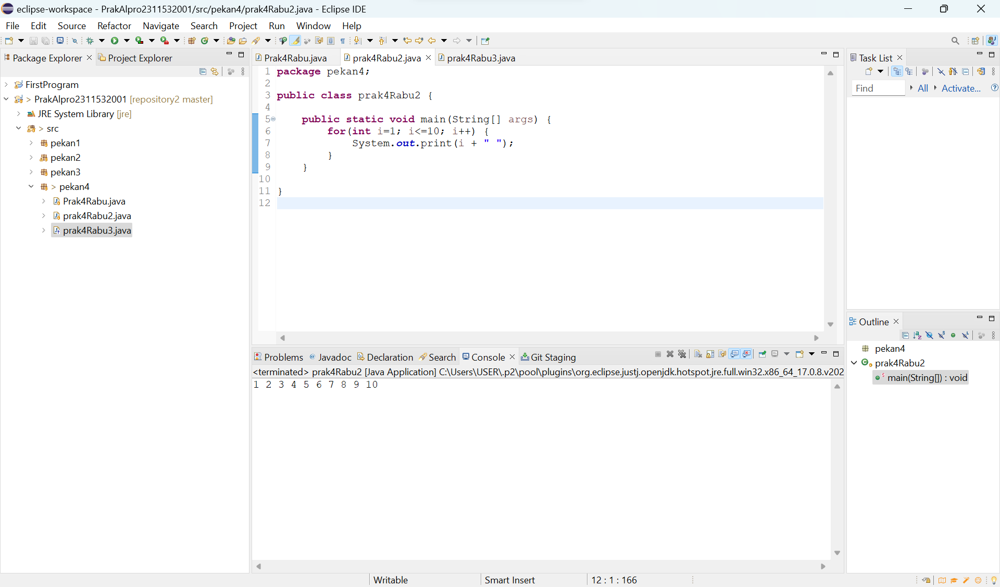 eclipse-workspace - PrakAlpro2311532001/src/pekan4/prak4Rabu2.java - Eclipse IDE
File Edit Source Refactor Navigate Search Project Run Window Help
Package Explorer Project Explorer
FirstProgram
> PrakAlpro2311532001 [repository2 master]
JRE System Library [jre]
> src
pekan1
pekan2
pekan3
> pekan4
Prak4Rabu.java
prak4Rabu2.java
prak4Rabu3.java
Prak4Rabu.java prak4Rabu2.java prak4Rabu3.java
1 package pekan4;
2
3 public class prak4Rabu2 {
4
5 public static void main(String[] args) {
6 for(int i=1; i<=10; i++) {
7 System.out.print(i + " ");
8 }
9 }
10
11 }
12
Problems Javadoc Declaration Search Console Git Staging
<terminated> prak4Rabu2 [Java Application] C:\Users\USER\.p2\pool\plugins\org.eclipse.justj.openjdk.hotspot.jre.full.win32.x86_64_17.0.8.v202
1 2 3 4 5 6 7 8 9 10
Task List
Find All Activate...
Outline
pekan4
prak4Rabu2
main(String[]) : void
Writable Smart Insert 12 : 1 : 166